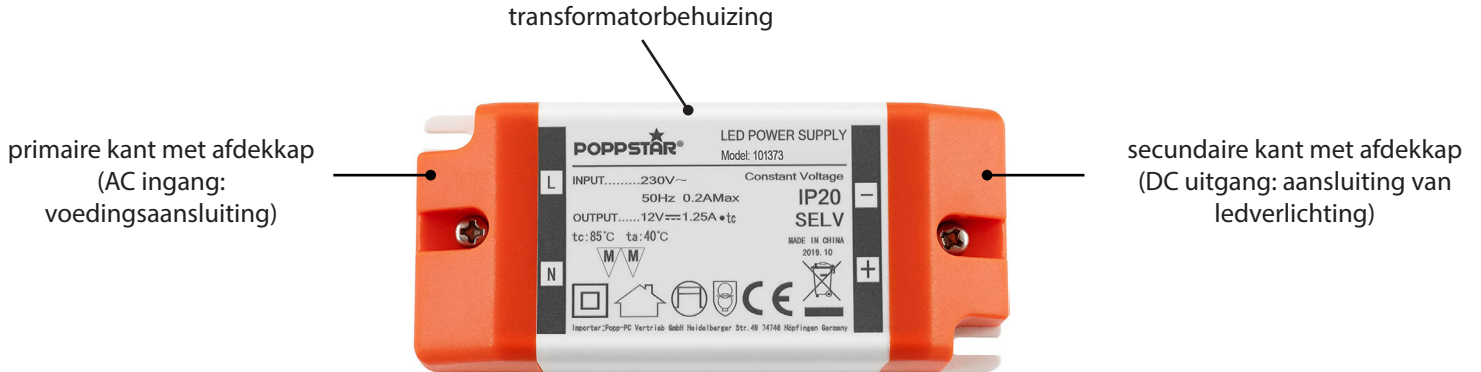 transformatorbehuizing
primaire kant met afdekkap
(AC ingang:
voedingsaansluiting)
POPPSTAR®
LED POWER SUPPLY
Model: 101373
L
INPUT.........230V~
50Hz 0.2AMax
OUTPUT......12V⎓1.25A•tc
tc:85℃ ta:40℃
Constant Voltage
IP20
SELV
MADE IN CHINA
2019.10
−
M M
N
+
CE
Importer:Popp-PC Vertrieb GmbH Heidelberger Str.49 74746 Höpfingen Germany
secundaire kant met afdekkap
(DC uitgang: aansluiting van
ledverlichting)